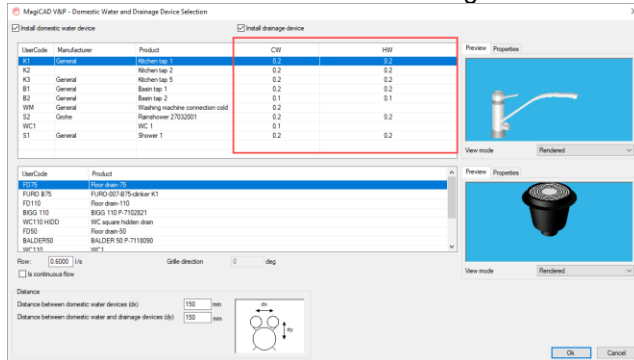 MagiCAD V&P - Domestic Water and Drainage Device Selection
Install domestic water device Install drainage device
UserCode Manufacturer Product CW HW
K1 General Kitchen tap 1 0.2 0.2
K2 Kitchen tap 2 0.2 0.2
K3 General Kitchen tap 5 0.2 0.2
B1 General Basin tap 1 0.2 0.2
B2 General Basin tap 2 0.1 0.1
WM General Washing machine connection cold 0.2
S2 Grohe Rainshower 27032001 0.2 0.2
WC1 WC 1 0.1
S1 General Shower 1 0.2 0.2
Preview Properties
View mode Rendered
UserCode Product
FD75 Floor drain-75
FURO B75 FURO-007-B75-clinker K1
FD110 Floor drain-110
BIGG 110 BIGG 110 P-7102821
WC110 HIDD WC square hidden drain
FD50 Floor drain-50
BALDER50 BALDER 50 P-7118090
WC110 WC1
Preview Properties
View mode Rendered
Flow: 0.6000 l/s Grille direction 0 deg
Is continuous flow
Distance
Distance between domestic water devices (dx) 150 mm
Distance between domestic water and drainage devices (dy) 150 mm
dx
dy
Ok Cancel